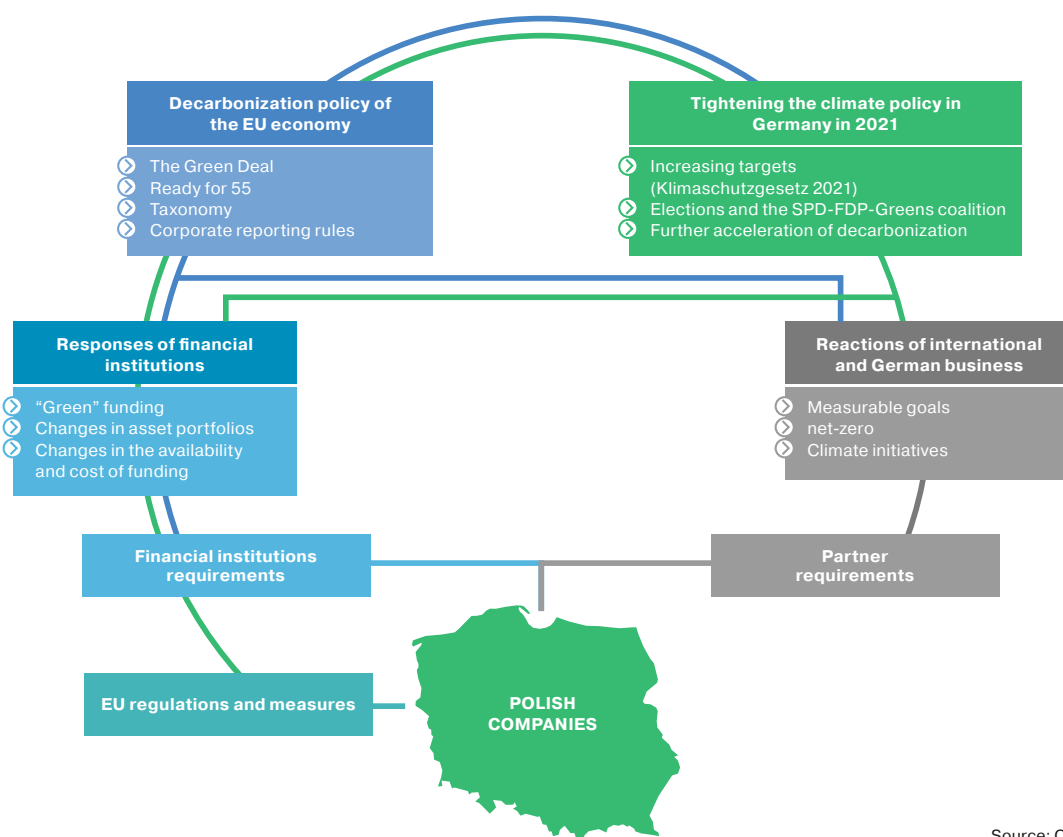 Decarbonization policy of
the EU economy
The Green Deal
Ready for 55
Taxonomy
Corporate reporting rules
Tightening the climate policy in
Germany in 2021
Increasing targets
(Klimaschutzgesetz 2021)
Elections and the SPD-FDP-Greens coalition
Further acceleration of decarbonization
Responses of financial
institutions
“Green” funding
Changes in asset portfolios
Changes in the availability
and cost of funding
Reactions of international
and German business
Measurable goals
net-zero
Climate initiatives
Financial institutions
requirements
Partner
requirements
EU regulations and measures
POLISH
COMPANIES
Source: